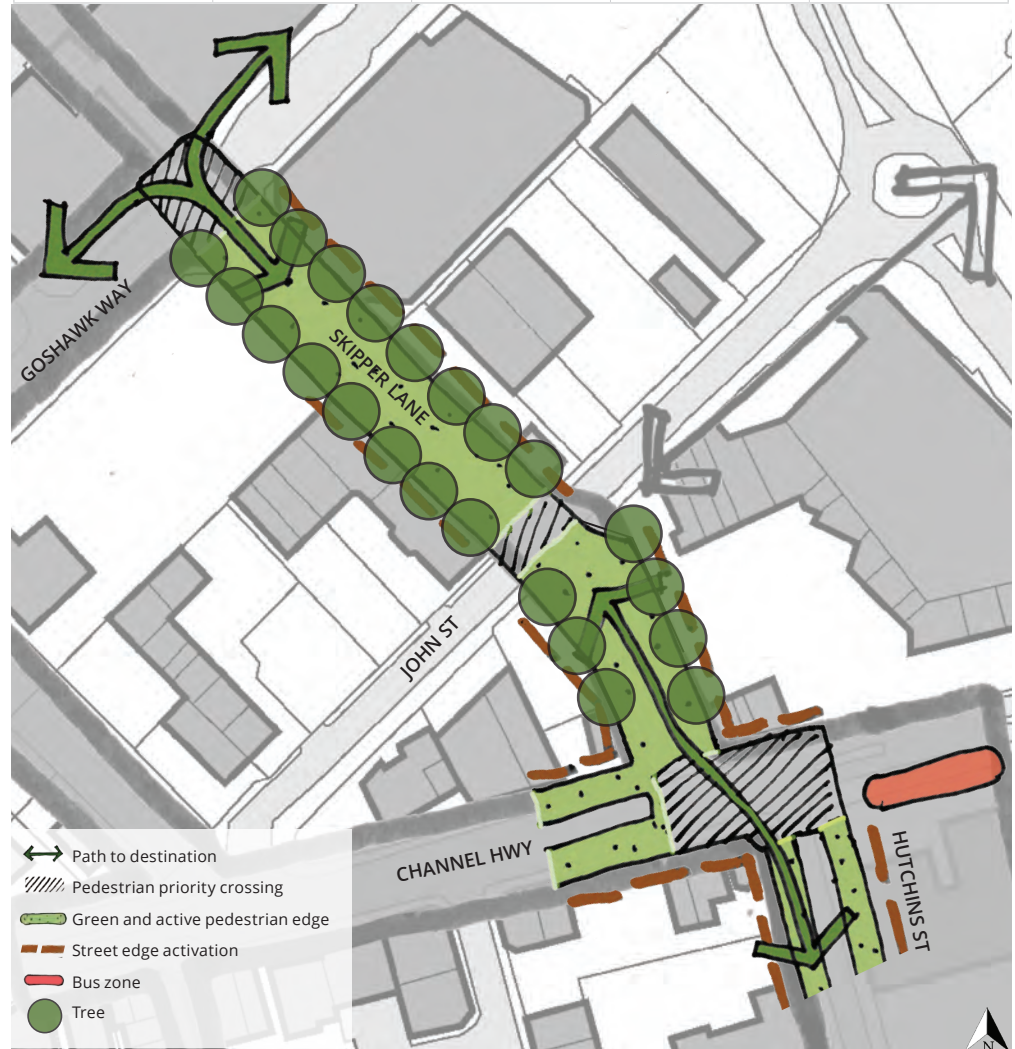 GOSHAWK WAY
SKIPPER LANE
JOHN ST
CHANNEL HWY
HUTCHINS ST
Path to destination
Pedestrian priority crossing
Green and active pedestrian edge
Street edge activation
Bus zone
Tree
N